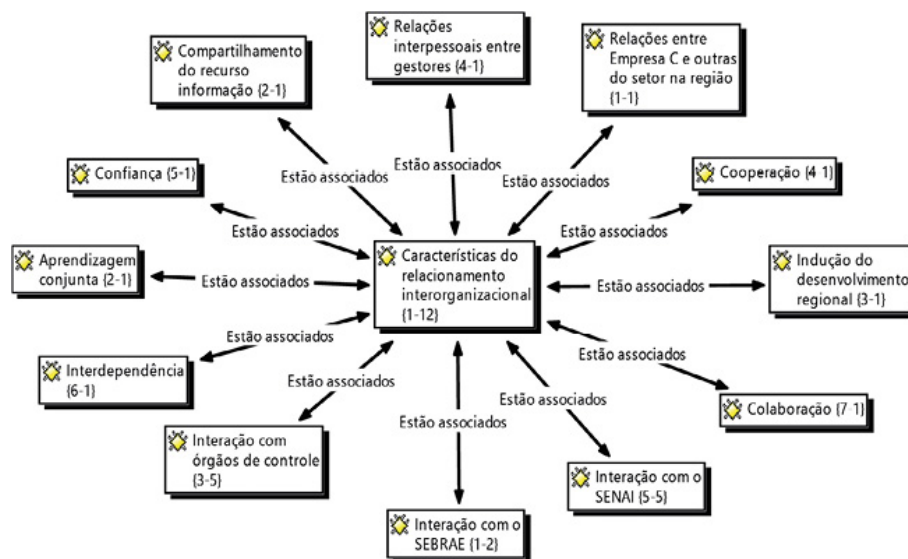 Compartilhamento
do recurso
informação {2-1}
Relações
interpessoais entre
gestores {4-1}
Relações entre
Empresa C e outras
do setor na região
{1-1}
Estão associados
Estão associados
Estão associados
Confiança {5-1}
Cooperação {4-1}
Estão associados
Estão associados
Aprendizagem
conjunta {2-1}
Estão associados
Características do
relacionamento
interorganizacional
{1-12}
Estão associados
Indução do
desenvolvimento
regional {3-1}
Estão associados
Estão associados
Interdependência
{6-1}
Estão associados
Estão associados
Colaboração {7-1}
Estão associados
Interação com
órgãos de controle
{3-5}
Interação com o
SENAI {5-5}
Interação com o
SEBRAE {1-2}